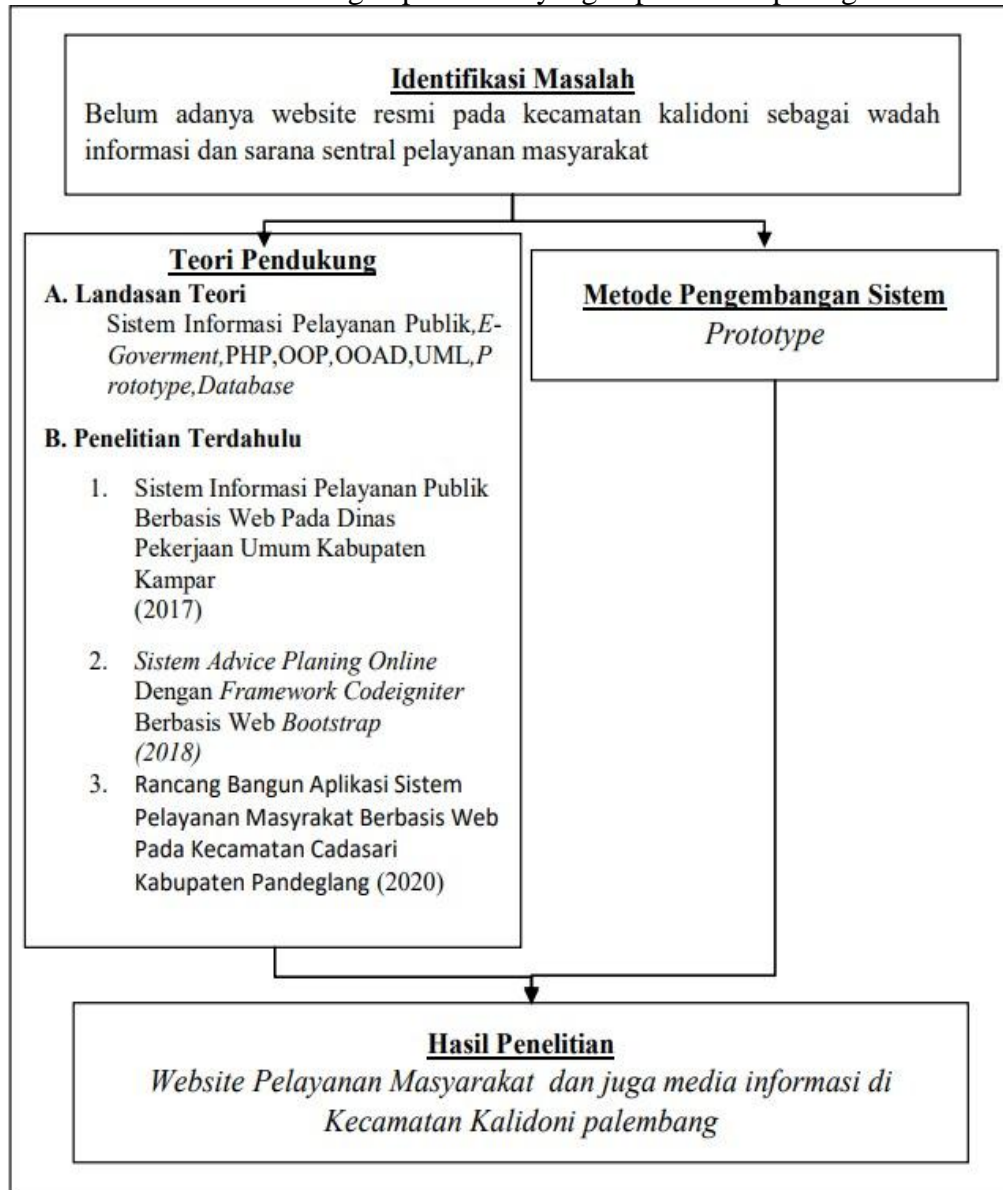 Identifikasi Masalah
Belum adanya website resmi pada kecamatan kalidoni sebagai wadah
informasi dan sarana sentral pelayanan masyarakat
Teori Pendukung
A. Landasan Teori
Sistem Informasi Pelayanan Publik,E-
Goverment,PHP,OOP,OOAD,UML,P
rototype,Database
B. Penelitian Terdahulu
1. Sistem Informasi Pelayanan Publik
Berbasis Web Pada Dinas
Pekerjaan Umum Kabupaten
Kampar
(2017)
2. Sistem Advice Planing Online
Dengan Framework Codeigniter
Berbasis Web Bootstrap
(2018)
3. Rancang Bangun Aplikasi Sistem
Pelayanan Masyrakat Berbasis Web
Pada Kecamatan Cadasari
Kabupaten Pandeglang (2020)
Metode Pengembangan Sistem
Prototype
Hasil Penelitian
Website Pelayanan Masyarakat dan juga media informasi di
Kecamatan Kalidoni palembang